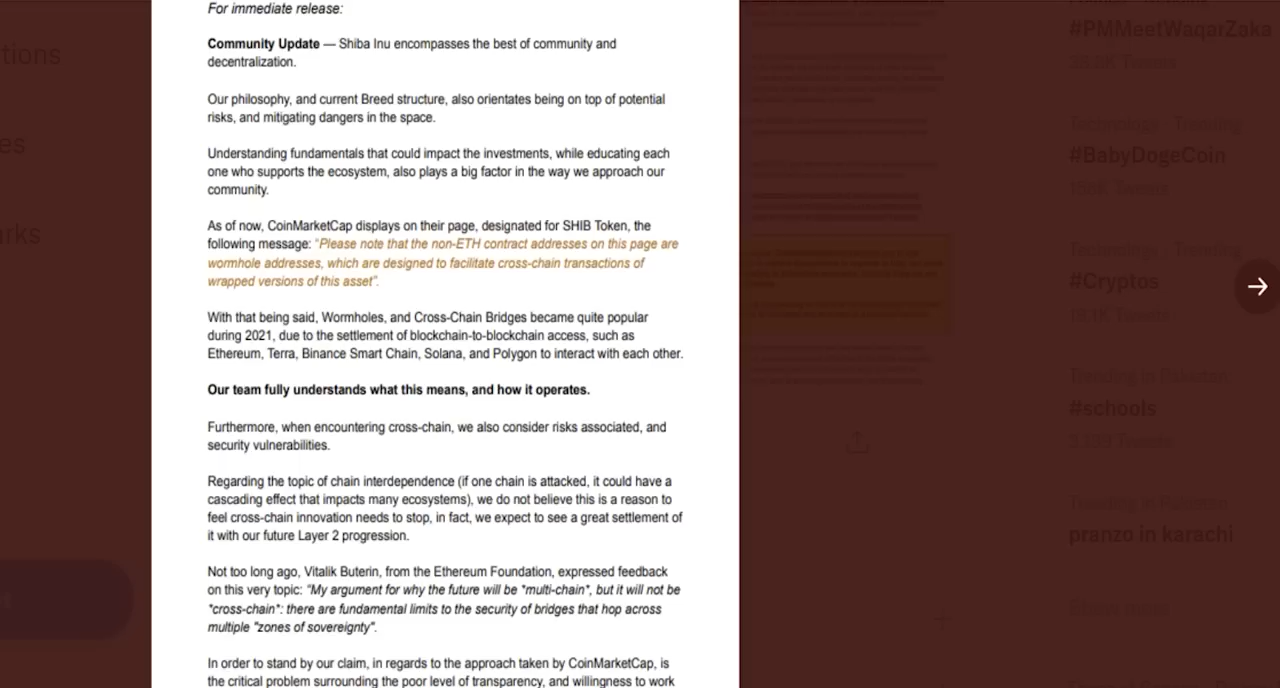 For immediate release:
Community Update — Shiba Inu encompasses the best of community and
decentralization.
Our philosophy, and current Breed structure, also orientates being on top of potential
risks, and mitigating dangers in the space.
Understanding fundamentals that could impact the investments, while educating each
one who supports the ecosystem, also plays a big factor in the way we approach our
community.
As of now, CoinMarketCap displays on their page, designated for SHIB Token, the
following message: "Please note that the non-ETH contract addresses on this page are
wormhole addresses, which are designed to facilitate cross-chain transactions of
wrapped versions of this asset".
With that being said, Wormholes, and Cross-Chain Bridges became quite popular
during 2021, due to the settlement of blockchain-to-blockchain access, such as
Ethereum, Terra, Binance Smart Chain, Solana, and Polygon to interact with each other.
Our team fully understands what this means, and how it operates.
Furthermore, when encountering cross-chain, we also consider risks associated, and
security vulnerabilities.
Regarding the topic of chain interdependence (if one chain is attacked, it could have a
cascading effect that impacts many ecosystems), we do not believe this is a reason to
feel cross-chain innovation needs to stop, in fact, we expect to see a great settlement of
it with our future Layer 2 progression.
Not too long ago, Vitalik Buterin, from the Ethereum Foundation, expressed feedback
on this very topic: "My argument for why the future will be *multi-chain*, but it will not be
*cross-chain*: there are fundamental limits to the security of bridges that hop across
multiple "zones of sovereignty".
In order to stand by our claim, in regards to the approach taken by CoinMarketCap, is
the critical problem surrounding the poor level of transparency, and willingness to work
tions
es
arks
#PMMeetWaqarZaka
Technology · Trending
#BabyDogeCoin
Technology · Trending
#Cryptos
Trending in Pakistan
#schools
Trending in Pakistan
pranzo in karachi
Show more